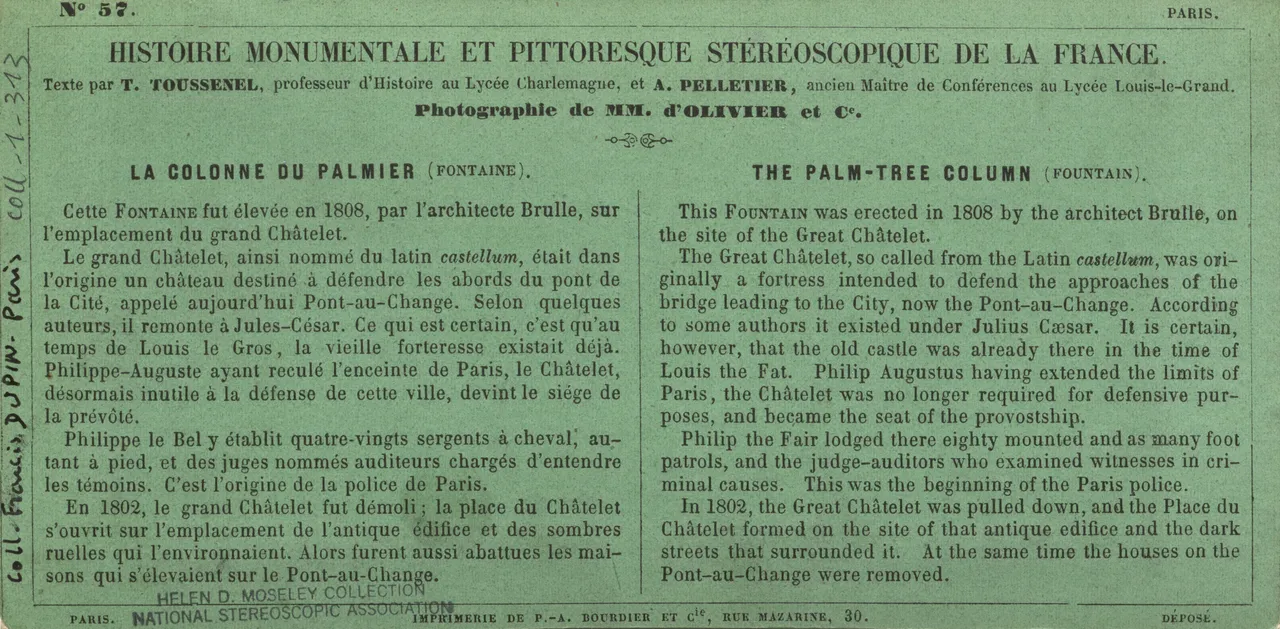 Nº 57.
PARIS.
HISTOIRE MONUMENTALE ET PITTORESQUE STÉRÉOSCOPIQUE DE LA FRANCE.
Texte par T. TOUSSENEL, professeur d'Histoire au Lycée Charlemagne, et A. PELLETIER, ancien Maître de Conférences au Lycée Louis-le-Grand.
Photographie de MM. d'OLIVIER et Cᵉ.
LA COLONNE DU PALMIER (FONTAINE).
Cette FONTAINE fut élevée en 1808, par l'architecte Brulle, sur
l'emplacement du grand Châtelet.
Le grand Châtelet, ainsi nommé du latin castellum, était dans
l'origine un château destiné à défendre les abords du pont de
la Cité, appelé aujourd'hui Pont-au-Change. Selon quelques
auteurs, il remonte à Jules-César. Ce qui est certain, c'est qu'au
temps de Louis le Gros, la vieille forteresse existait déjà.
Philippe-Auguste ayant reculé l'enceinte de Paris, le Châtelet,
désormais inutile à la défense de cette ville, devint le siége de
la prévôté.
Philippe le Bel y établit quatre-vingts sergents à cheval, au-
tant à pied, et des juges nommés auditeurs chargés d'entendre
les témoins. C'est l'origine de la police de Paris.
En 1802, le grand Châtelet fut démoli; la place du Châtelet
s'ouvrit sur l'emplacement de l'antique édifice et des sombres
ruelles qui l'environnaient. Alors furent aussi abattues les mai-
sons qui s'élevaient sur le Pont-au-Change.
THE PALM-TREE COLUMN (FOUNTAIN).
This FOUNTAIN was erected in 1808 by the architect Brulle, on
the site of the Great Châtelet.
The Great Châtelet, so called from the Latin castellum, was ori-
ginally a fortress intended to defend the approaches of the
bridge leading to the City, now the Pont-au-Change. According
to some authors it existed under Julius Cæsar. It is certain,
however, that the old castle was already there in the time of
Louis the Fat. Philip Augustus having extended the limits of
Paris, the Châtelet was no longer required for defensive pur-
poses, and became the seat of the provostship.
Philip the Fair lodged there eighty mounted and as many foot
patrols, and the judge-auditors who examined witnesses in cri-
minal causes. This was the beginning of the Paris police.
In 1802, the Great Châtelet was pulled down, and the Place du
Châtelet formed on the site of that antique edifice and the dark
streets that surrounded it. At the same time the houses on the
Pont-au-Change were removed.
PARIS.
HELEN D. MOSELEY COLLECTION
NATIONAL STEREOSCOPIC ASSOCIATION
IMPRIMERIE DE P.-A. BOURDIER ET Cⁱᵉ, RUE MAZARINE, 30.
DÉPOSÉ.
Coll. Francis DUPIN. Paris coll-1-313